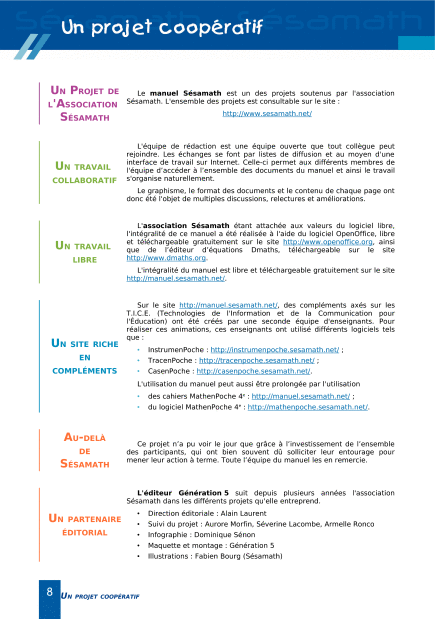 Un projet coopératif
UN PROJET DE
L'ASSOCIATION
SÉSAMATH
Le manuel Sésamath est un des projets soutenus par l'association
Sésamath. L'ensemble des projets est consultable sur le site :
http://www.sesamath.net/
UN TRAVAIL
COLLABORATIF
L'équipe de rédaction est une équipe ouverte que tout collègue peut
rejoindre. Les échanges se font par listes de diffusion et au moyen d'une
interface de travail sur Internet. Celle-ci permet aux différents membres de
l'équipe d'accéder à l'ensemble des documents du manuel et ainsi le travail
s'organise naturellement.
Le graphisme, le format des documents et le contenu de chaque page ont
donc été l'objet de multiples discussions, relectures et améliorations.
UN TRAVAIL
LIBRE
L'association Sésamath étant attachée aux valeurs du logiciel libre,
l'intégralité de ce manuel a été réalisée à l'aide du logiciel OpenOffice, libre
et téléchargeable gratuitement sur le site http://www.openoffice.org, ainsi
que de l'éditeur d'équations Dmaths, téléchargeable sur le site
http://www.dmaths.org.
L'intégralité du manuel est libre et téléchargeable gratuitement sur le site
http://manuel.sesamath.net/.
UN SITE RICHE
EN
COMPLÉMENTS
Sur le site http://manuel.sesamath.net/, des compléments axés sur les
T.I.C.E. (Technologies de l'Information et de la Communication pour
l'Éducation) ont été créés par une seconde équipe d'enseignants. Pour
réaliser ces animations, ces enseignants ont utilisé différents logiciels tels
que :
• InstrumenPoche : http://instrumenpoche.sesamath.net/ ;
• TracenPoche : http://tracenpoche.sesamath.net/ ;
• CasenPoche : http://casenpoche.sesamath.net/.
L'utilisation du manuel peut aussi être prolongée par l'utilisation
• des cahiers MathenPoche 4e : http://manuel.sesamath.net/ ;
• du logiciel MathenPoche 4e : http://mathenpoche.sesamath.net/.
AU-DELÀ
DE
SÉSAMATH
Ce projet n'a pu voir le jour que grâce à l'investissement de l'ensemble
des participants, qui ont bien souvent dû solliciter leur entourage pour
mener leur action à terme. Toute l'équipe du manuel les en remercie.
UN PARTENAIRE
ÉDITORIAL
L'éditeur Génération 5 suit depuis plusieurs années l'association
Sésamath dans les différents projets qu'elle entreprend.
• Direction éditoriale : Alain Laurent
• Suivi du projet : Aurore Morfin, Séverine Lacombe, Armelle Ronco
• Infographie : Dominique Sénon
• Maquette et montage : Génération 5
• Illustrations : Fabien Bourg (Sésamath)
8 UN PROJET COOPÉRATIF